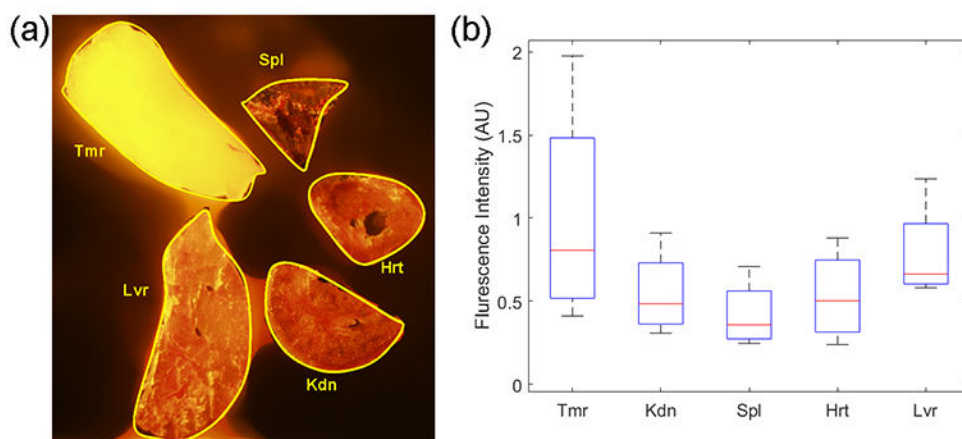 (a)
Spl
Tmr
Hrt
Lvr
Kdn
(b)
Flurescence Intensity (AU)
2
1.5
1
0.5
0
Tmr Kdn Spl Hrt Lvr